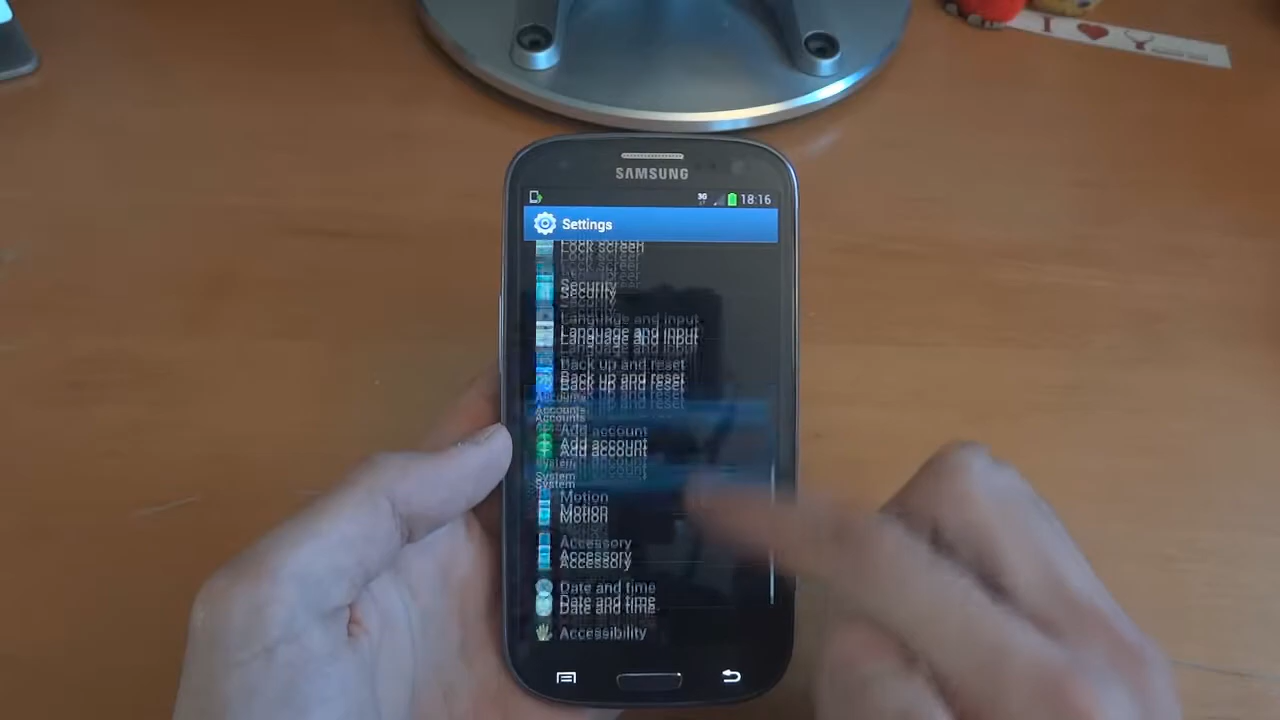 I
SAMSUNG
3G
18:16
Settings
Lock screen
Security
Language and input
Back up and reset
Accounts
Add account
System
Motion
Accessory
Date and time
Accessibility